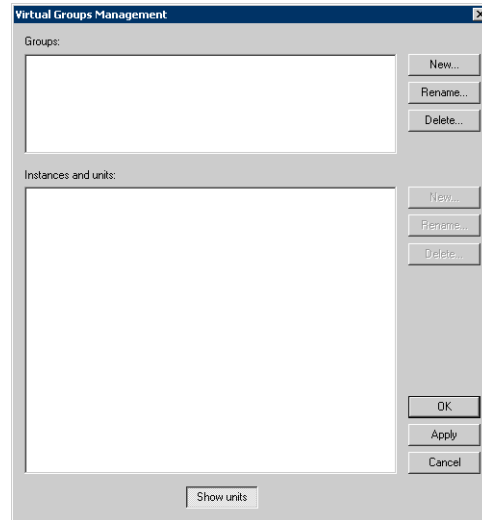 Virtual Groups Management
Groups:
New...
Rename...
Delete...
Instances and units:
New...
Rename...
Delete...
OK
Apply
Cancel
Show units